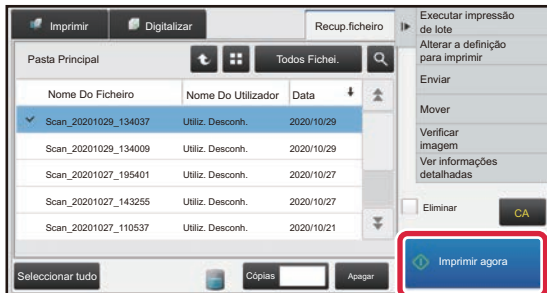 Imprimir
Digitalizar
Recup.ficheiro
Pasta Principal
Todos Fichei.
Nome Do Ficheiro
Nome Do Utilizador
Data
Scan_20201029_134037
Utiliz. Desconh.
2020/10/29
Scan_20201029_134009
Utiliz. Desconh.
2020/10/29
Scan_20201027_195401
Utiliz. Desconh.
2020/10/27
Scan_20201027_143255
Utiliz. Desconh.
2020/10/27
Scan_20201027_110537
Utiliz. Desconh.
2020/10/21
Seleccionar tudo
Cópias
Apagar
Executar impressão
de lote
Alterar a definição
para imprimir
Enviar
Mover
Verificar
imagem
Ver informações
detalhadas
Eliminar
CA
Imprimir agora